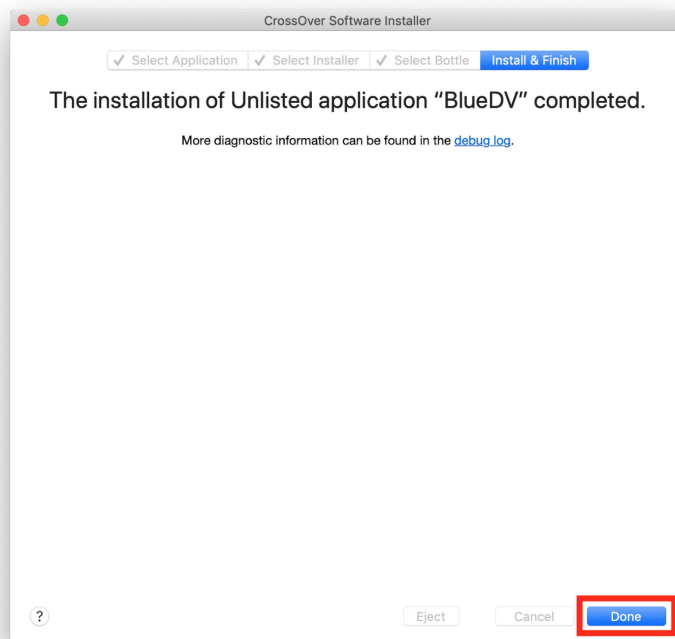 CrossOver Software Installer
✓ Select Application ✓ Select Installer ✓ Select Bottle Install & Finish
The installation of Unlisted application “BlueDV” completed.
More diagnostic information can be found in the debug log.
? Eject Cancel Done